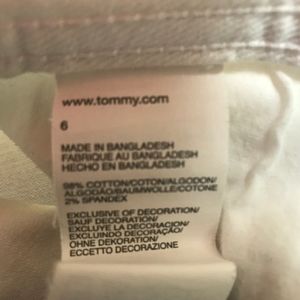 www.tommy.com
6
MADE IN BANGLADESH
FABRIQUE AU BANGLADESH
HECHO EN BANGLADESH
98% COTTON/COTON/ALGODON/
ALGODÃO/BAUMWOLLE/COTONE
2% SPANDEX
EXCLUSIVE OF DECORATION/
SAUF DECORATION/
EXCLUYE LA DECORACION/
EXCLUINDO DECORAÇÃO/
OHNE DEKORATION/
ECCETTO DECORAZIONE